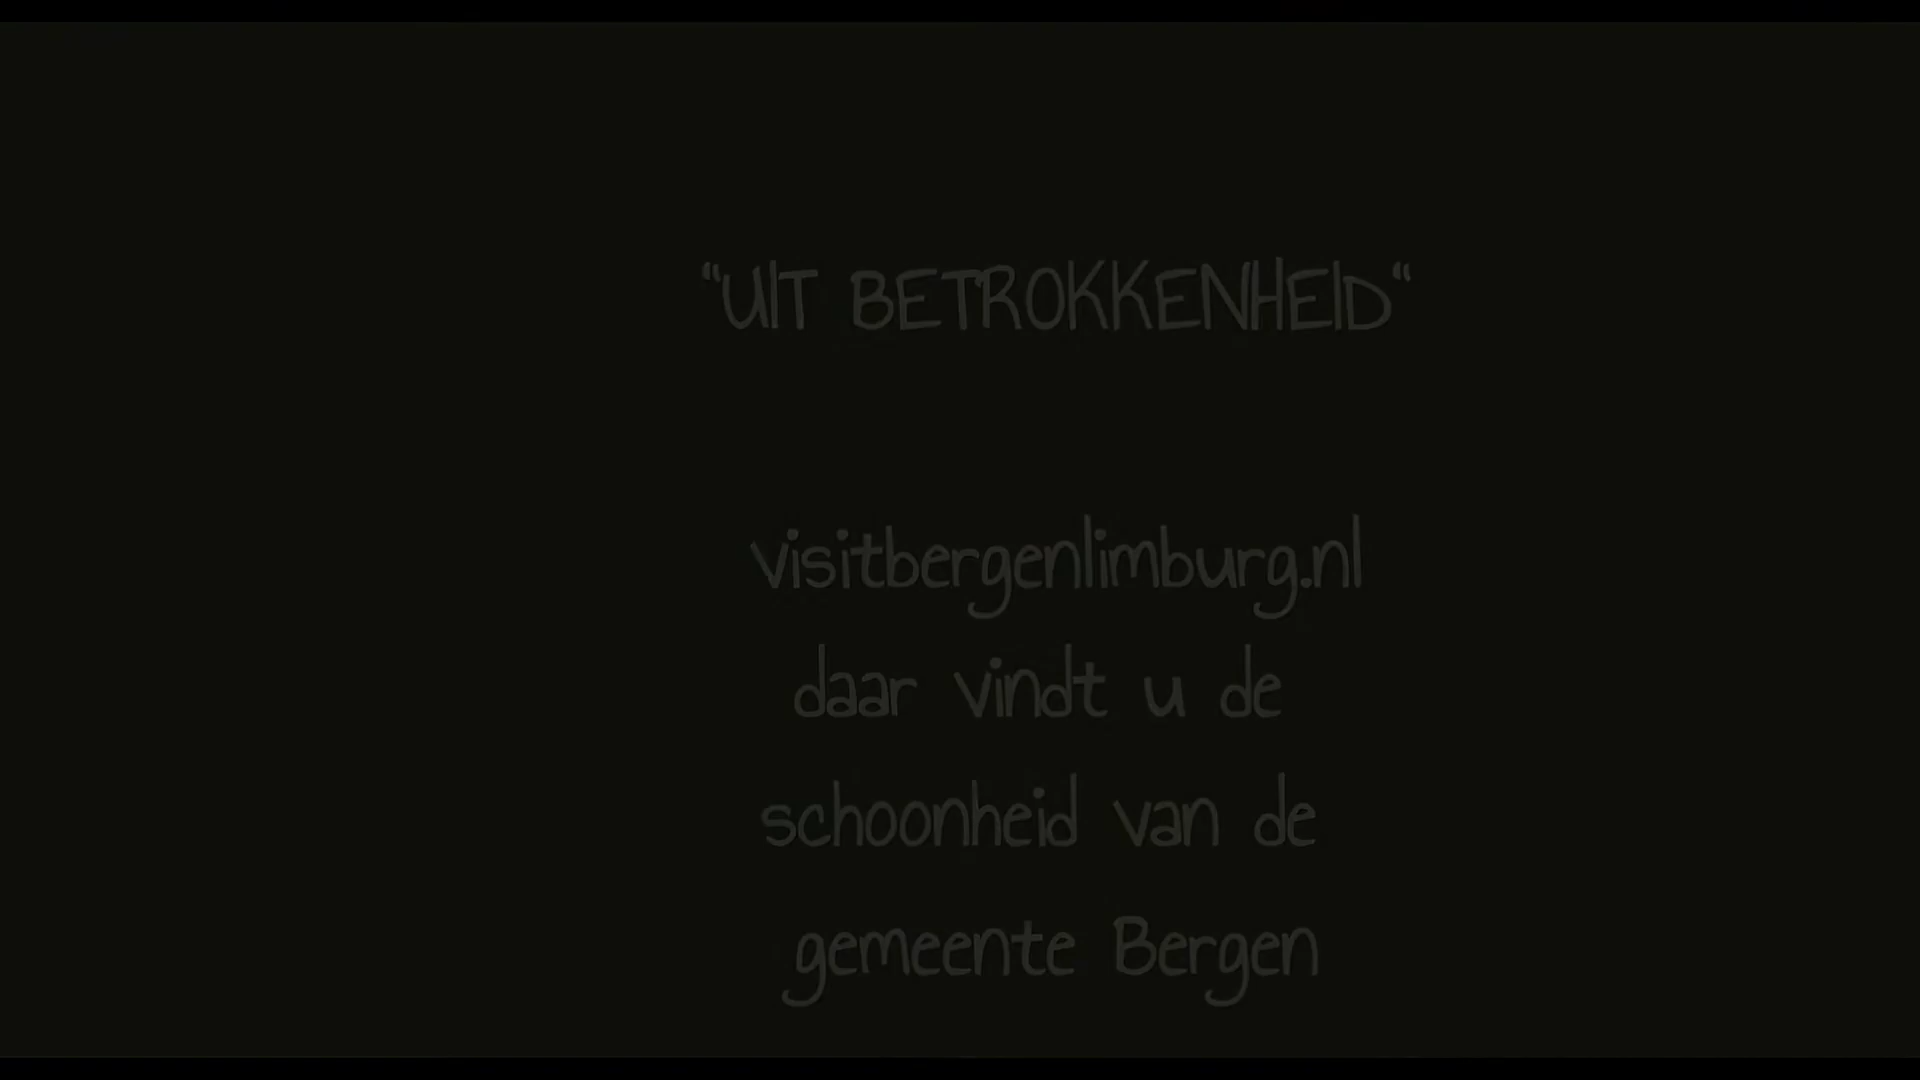 “UIT BETROKKENHEID“
visitbergenlimburg.nl
daar vindt u de
schoonheid van de
gemeente Bergen